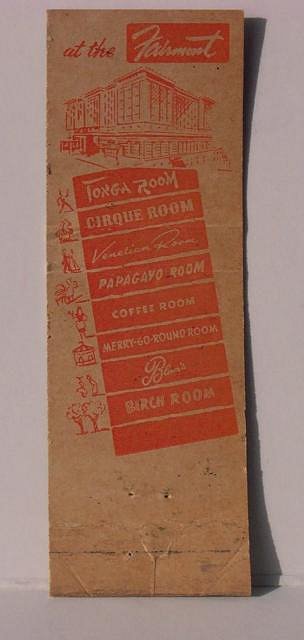 at the Fairmont
TONGA ROOM
CIRQUE ROOM
Venetian Room
PAPAGAYO ROOM
COFFEE ROOM
MERRY-GO-ROUND ROOM
Blum's
BIRCH ROOM